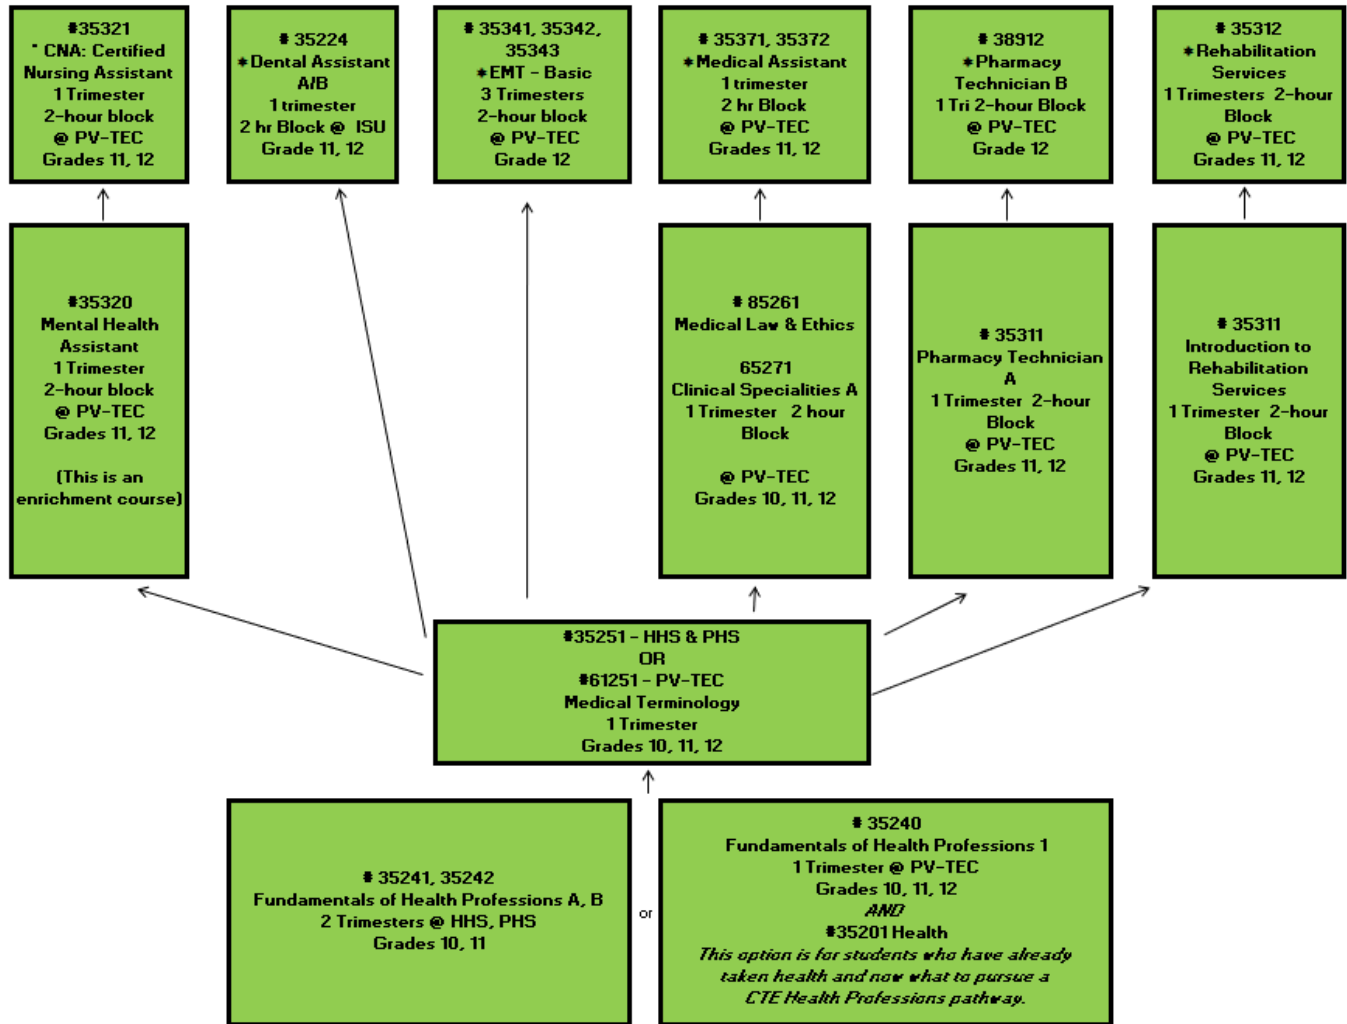 #35321
* CNA: Certified
Nursing Assistant
1 Trimester
2-hour block
@ PV-TEC
Grades 11, 12
# 35224
*Dental Assistant
A/B
1 trimester
2 hr Block @ ISU
Grade 11, 12
# 35341, 35342,
35343
*EMT - Basic
3 Trimesters
2-hour block
@ PV-TEC
Grade 12
# 35371, 35372
*Medical Assistant
1 trimester
2 hr Block
@ PV-TEC
Grades 11, 12
# 38912
*Pharmacy
Technician B
1 Tri 2-hour Block
@ PV-TEC
Grade 12
# 35312
*Rehabilitation
Services
1 Trimesters 2-hour
Block
@ PV-TEC
Grades 11, 12
#35320
Mental Health
Assistant
1 Trimester
2-hour block
@ PV-TEC
Grades 11, 12
(This is an
enrichment course)
# 85261
Medical Law & Ethics
65271
Clinical Specialities A
1 Trimester 2 hour
Block
@ PV-TEC
Grades 10, 11, 12
# 35311
Pharmacy Technician
A
1 Trimester 2-hour
Block
@ PV-TEC
Grades 11, 12
# 35311
Introduction to
Rehabilitation
Services
1 Trimester 2-hour
Block
@ PV-TEC
Grades 11, 12
#35251 - HHS & PHS
OR
#61251 - PV-TEC
Medical Terminology
1 Trimester
Grades 10, 11, 12
# 35241, 35242
Fundamentals of Health Professions A, B
2 Trimesters @ HHS, PHS
Grades 10, 11
or
# 35240
Fundamentals of Health Professions 1
1 Trimester @ PV-TEC
Grades 10, 11, 12
AND
#35201 Health
This option is for students who have already
taken health and now what to pursue a
CTE Health Professions pathway.